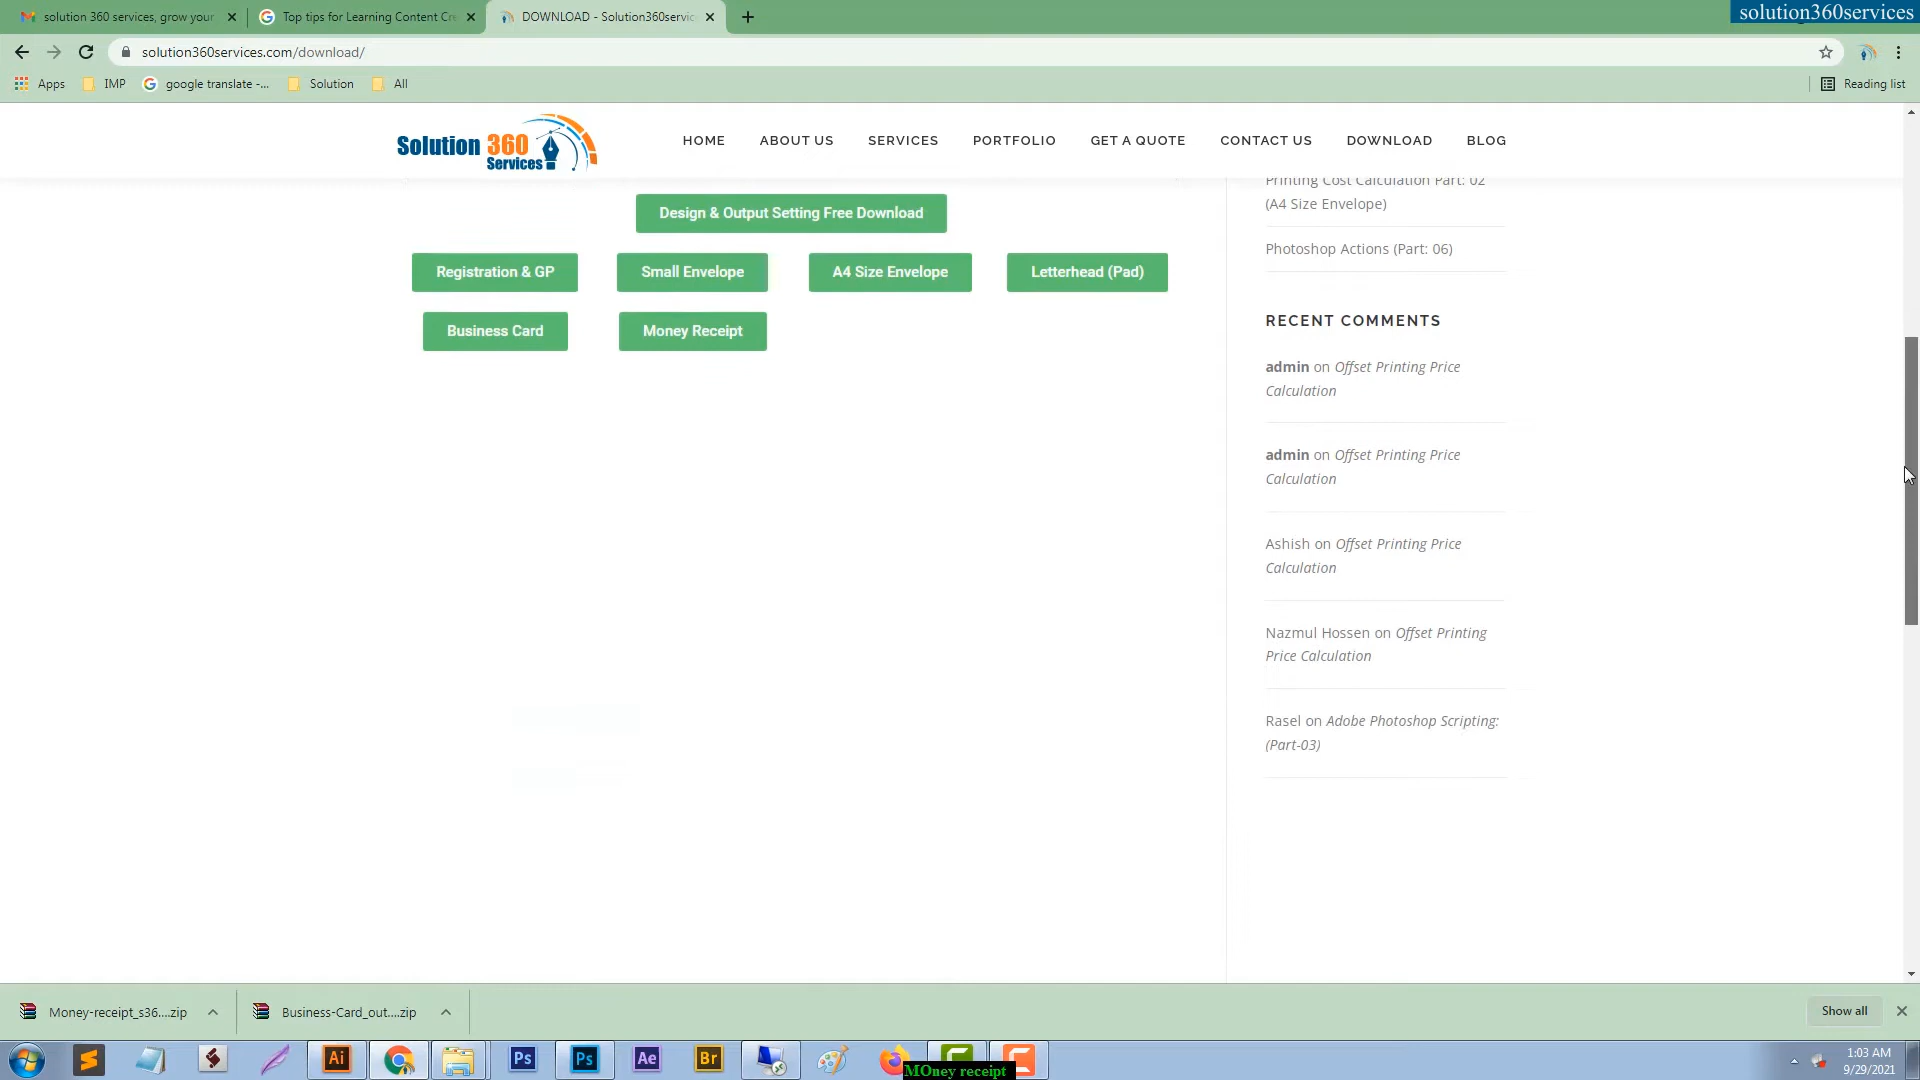 solution 360 services, grow your
Top tips for Learning Content Cre
DOWNLOAD - Solution360servic
solution360services
solution360services.com/download/
Apps
IMP
google translate -...
Solution
All
Reading list
Solution 360
Services
HOME
ABOUT US
SERVICES
PORTFOLIO
GET A QUOTE
CONTACT US
DOWNLOAD
BLOG
Design & Output Setting Free Download
Registration & GP
Small Envelope
A4 Size Envelope
Letterhead (Pad)
Business Card
Money Receipt
Printing Cost Calculation Part: 02
(A4 Size Envelope)
Photoshop Actions (Part: 06)
RECENT COMMENTS
admin on Offset Printing Price
Calculation
admin on Offset Printing Price
Calculation
Ashish on Offset Printing Price
Calculation
Nazmul Hossen on Offset Printing
Price Calculation
Rasel on Adobe Photoshop Scripting:
(Part-03)
Money-receipt_s36....zip
Business-Card_out....zip
Show all
Ai
Ps
Ps
Ae
Br
MOney receipt
1:03 AM
9/29/2021